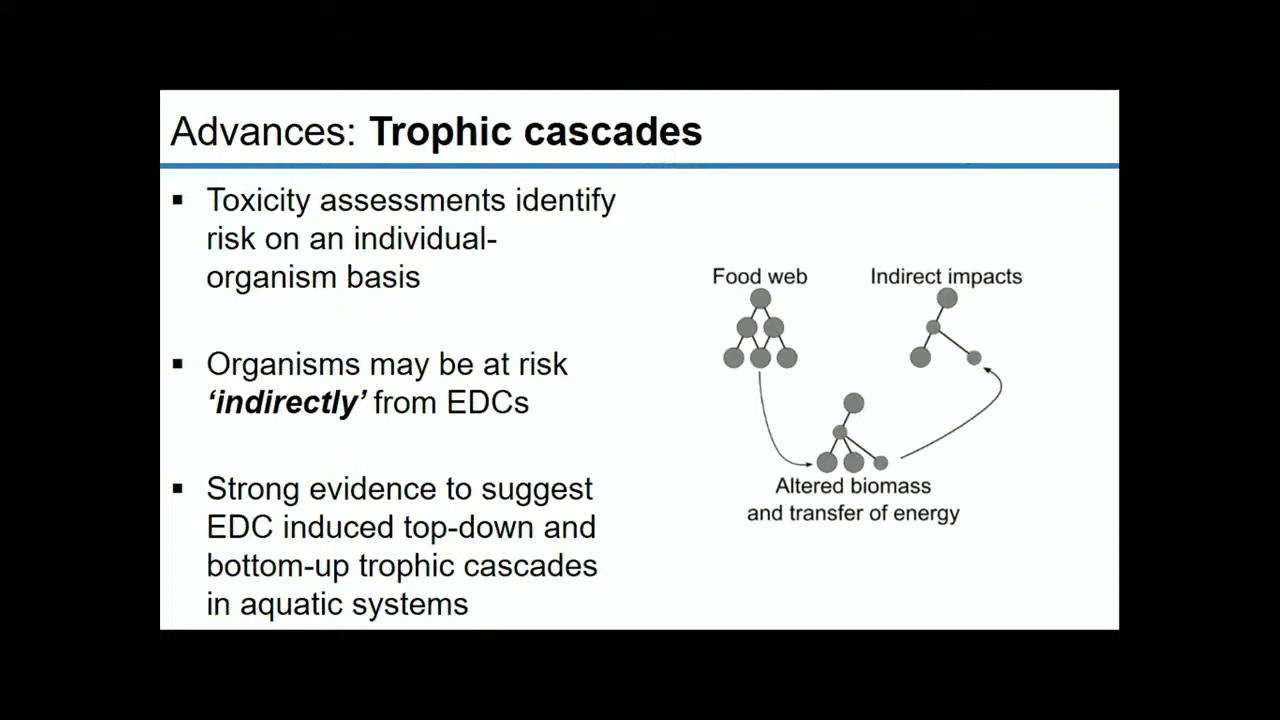 Advances: Trophic cascades
▪ Toxicity assessments identify
risk on an individual-
organism basis
▪ Organisms may be at risk
‘indirectly’ from EDCs
▪ Strong evidence to suggest
EDC induced top-down and
bottom-up trophic cascades
in aquatic systems
Food web
Indirect impacts
Altered biomass
and transfer of energy